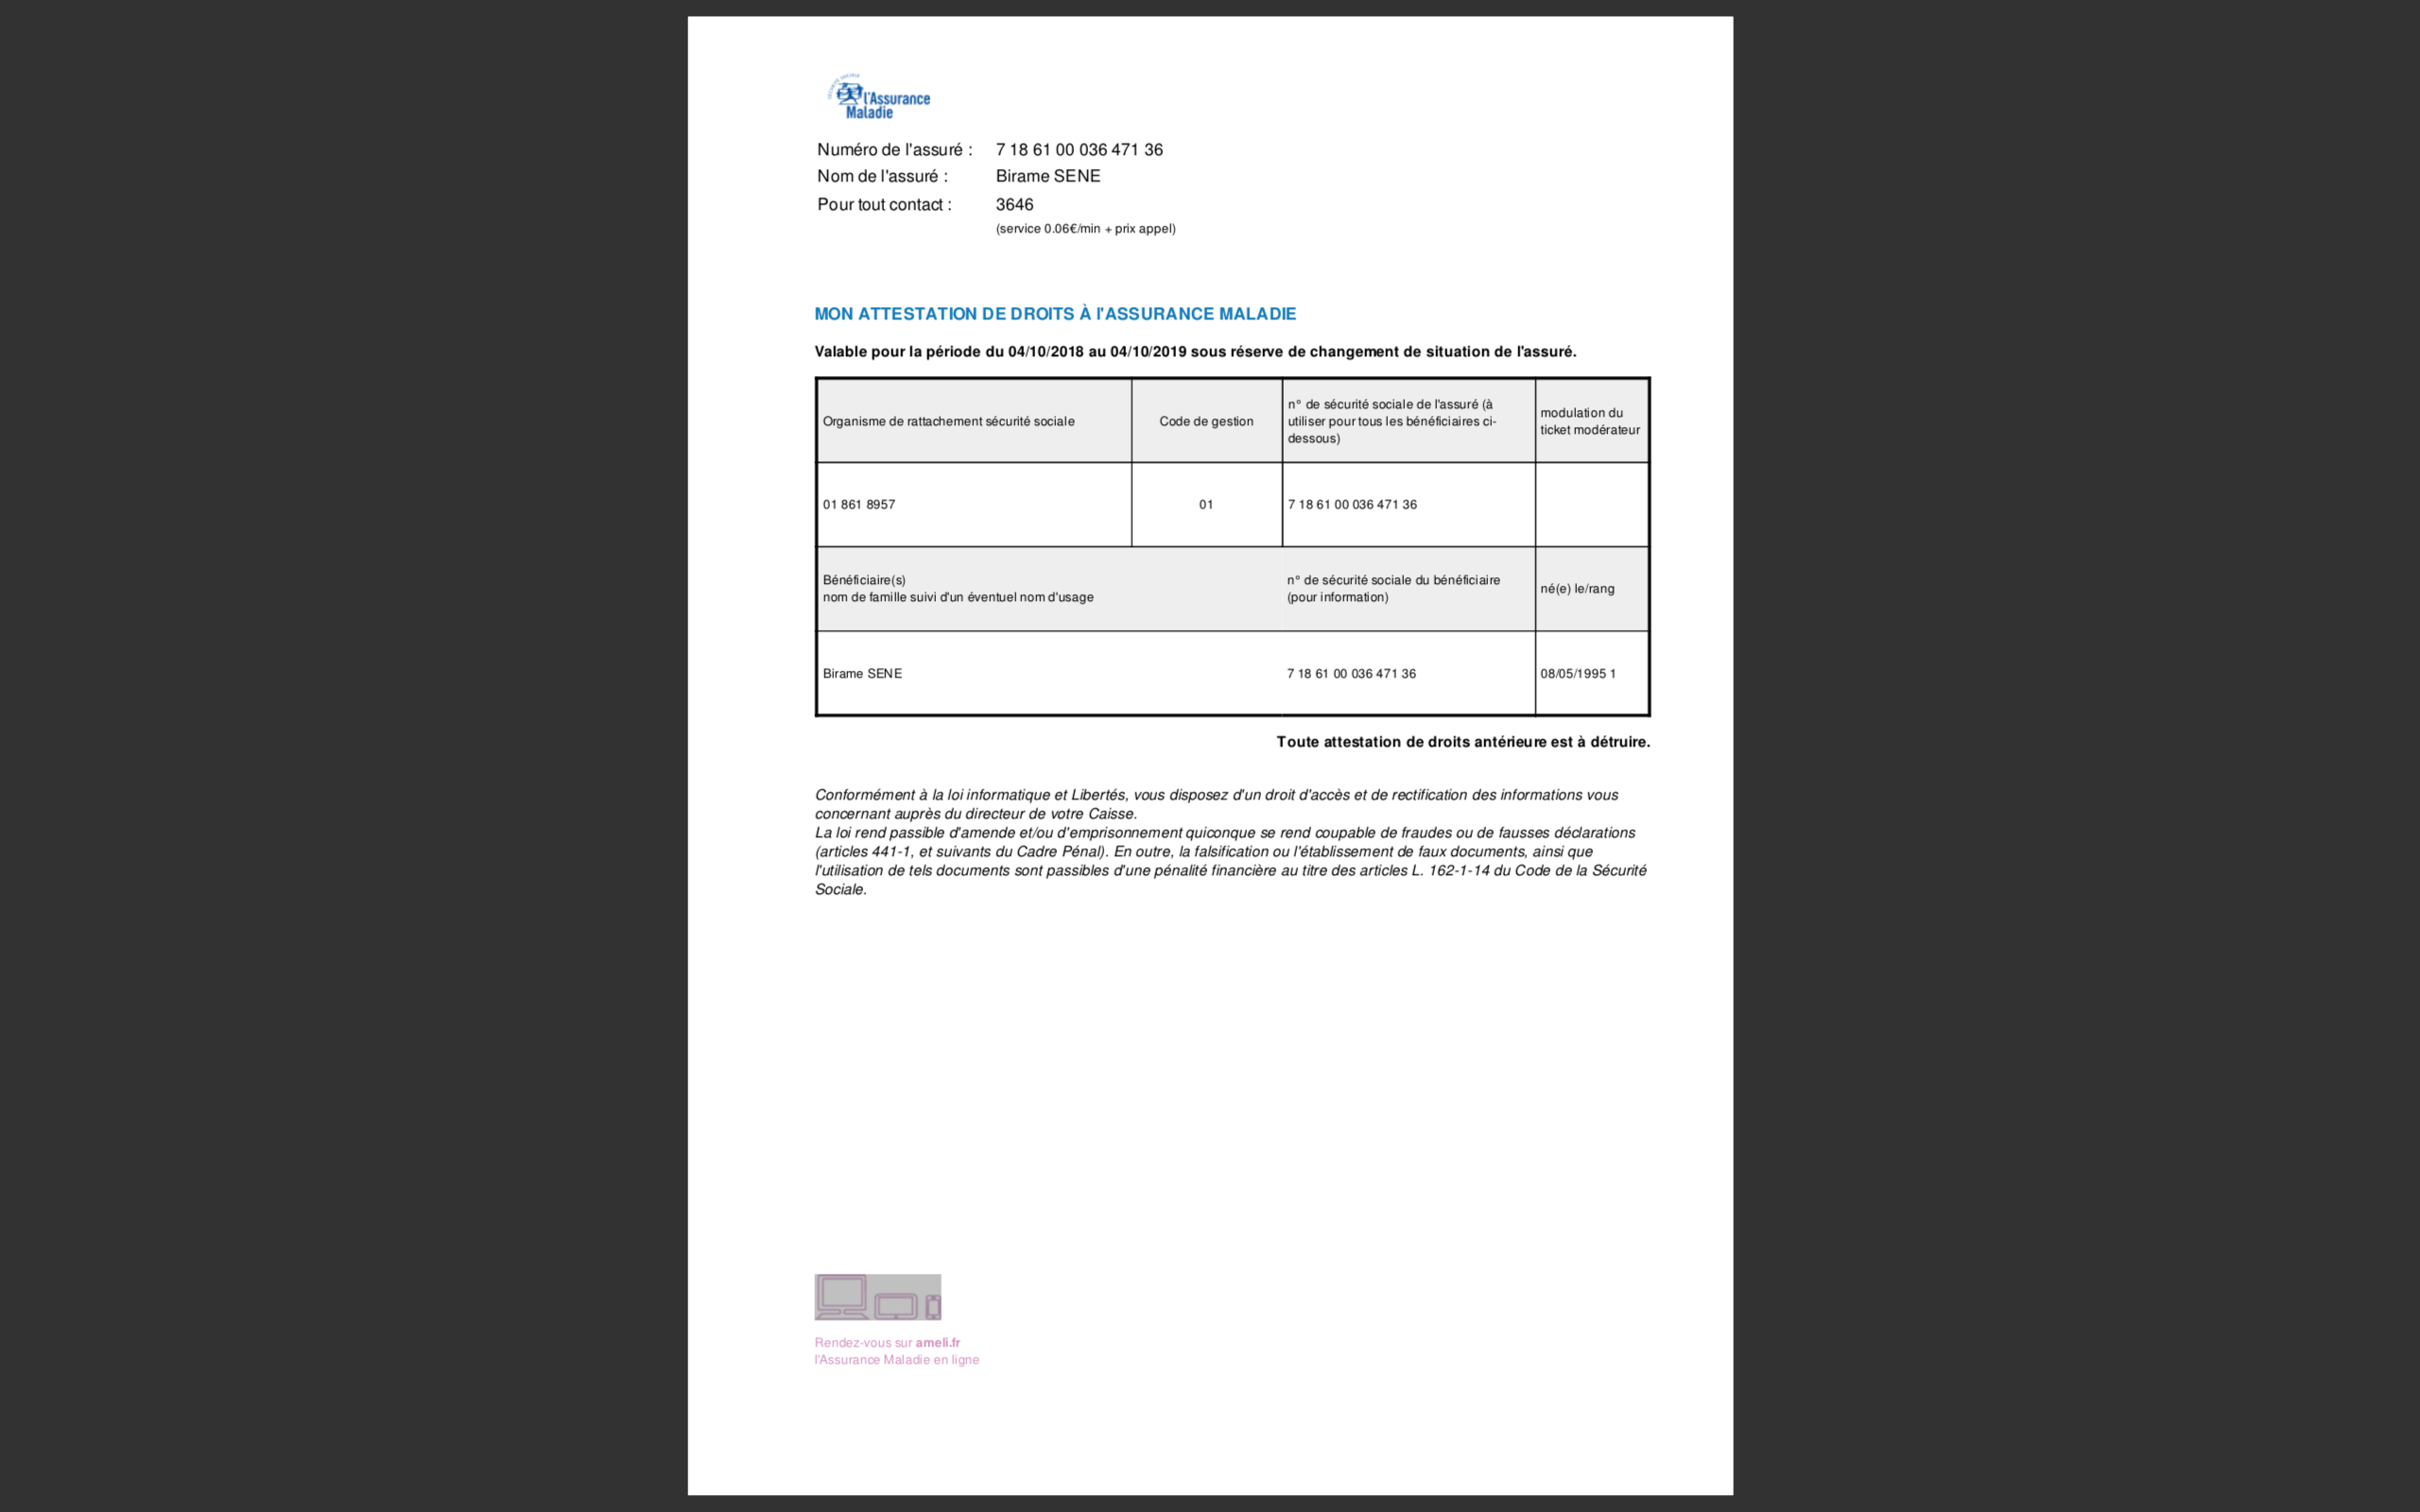 SÉCURITÉ SOCIALE
l'Assurance
Maladie
Numéro de l'assuré : 7 18 61 00 036 471 36
Nom de l'assuré : Birame SENE
Pour tout contact : 3646
(service 0.06€/min + prix appel)
MON ATTESTATION DE DROITS À l'ASSURANCE MALADIE
Valable pour la période du 04/10/2018 au 04/10/2019 sous réserve de changement de situation de l'assuré.
Organisme de rattachement sécurité sociale
Code de gestion
n° de sécurité sociale de l'assuré (à
utiliser pour tous les bénéficiaires ci-
dessous)
modulation du
ticket modérateur
01 861 8957
01
7 18 61 00 036 471 36
Bénéficiaire(s)
nom de famille suivi d'un éventuel nom d'usage
n° de sécurité sociale du bénéficiaire
(pour information)
né(e) le/rang
Birame SENE
7 18 61 00 036 471 36
08/05/1995 1
Toute attestation de droits antérieure est à détruire.
Conformément à la loi informatique et Libertés, vous disposez d'un droit d'accès et de rectification des informations vous
concernant auprès du directeur de votre Caisse.
La loi rend passible d'amende et/ou d'emprisonnement quiconque se rend coupable de fraudes ou de fausses déclarations
(articles 441-1, et suivants du Cadre Pénal). En outre, la falsification ou l'établissement de faux documents, ainsi que
l'utilisation de tels documents sont passibles d'une pénalité financière au titre des articles L. 162-1-14 du Code de la Sécurité
Sociale.
Rendez-vous sur ameli.fr
l'Assurance Maladie en ligne